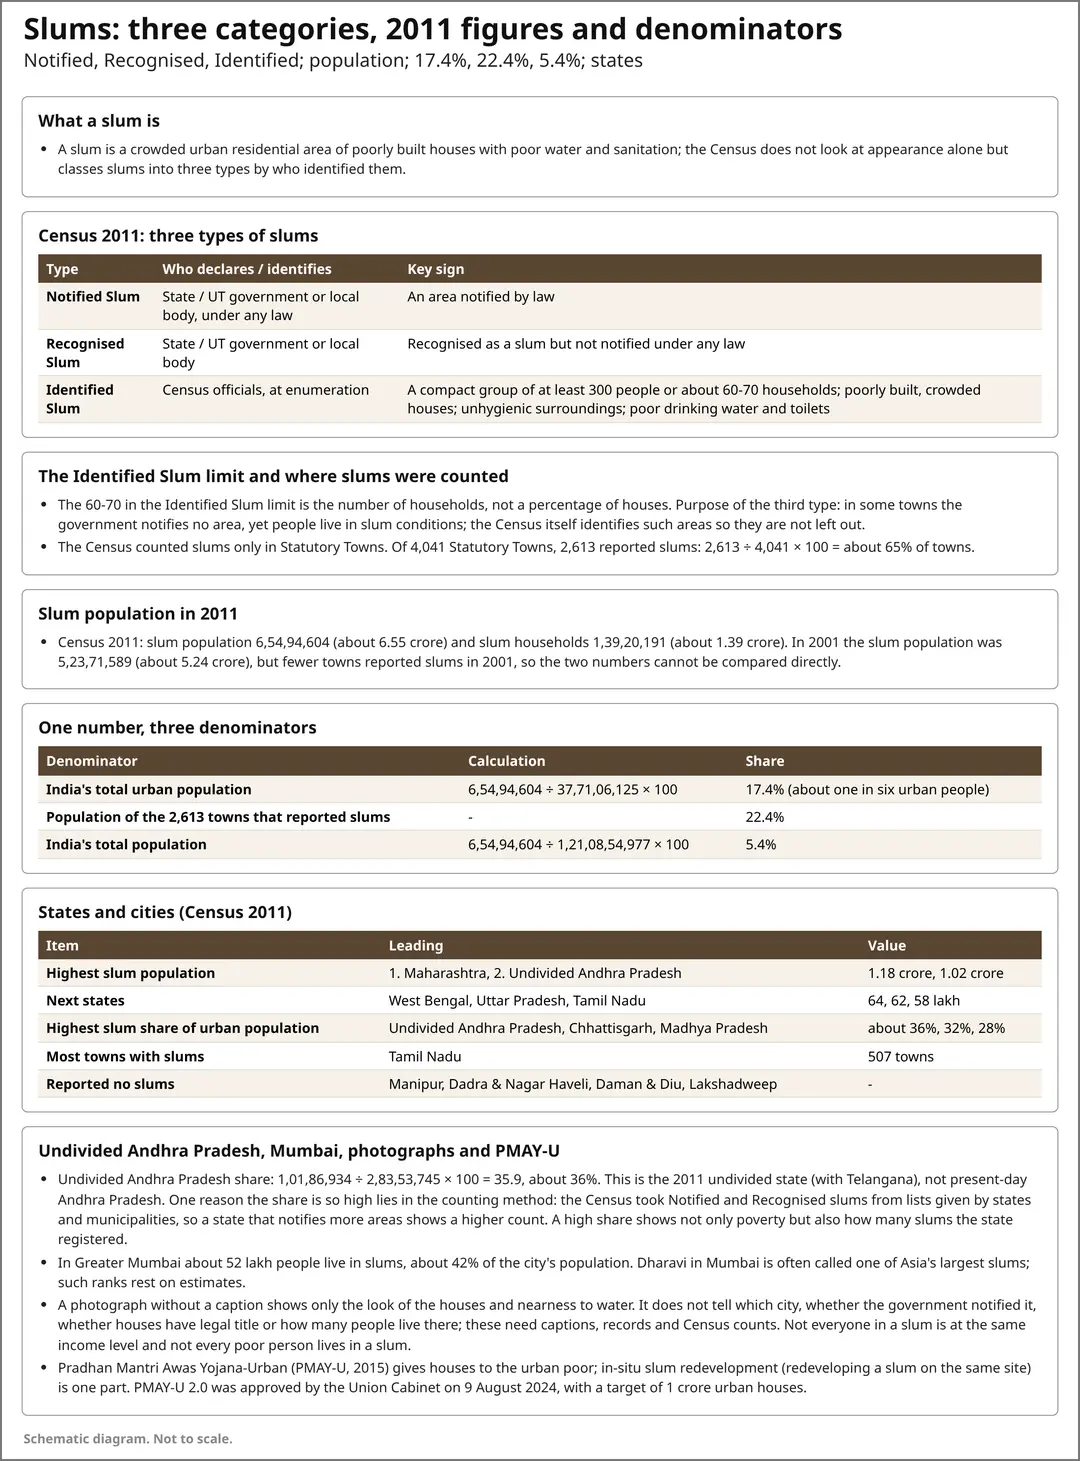 Slums: three categories, 2011 figures and denominators
Notified, Recognised, Identified; population; 17.4%, 22.4%, 5.4%; states
What a slum is
• A slum is a crowded urban residential area of poorly built houses with poor water and sanitation; the Census does not look at appearance alone but
classes slums into three types by who identified them.
Census 2011: three types of slums
Type Who declares / identifies Key sign
Notified Slum State / UT government or local An area notified by law
body, under any law
Recognised State / UT government or local Recognised as a slum but not notified under any law
Slum body
Identified Census officials, at enumeration A compact group of at least 300 people or about 60-70 households; poorly built, crowded
Slum houses; unhygienic surroundings; poor drinking water and toilets
The Identified Slum limit and where slums were counted
• The 60-70 in the Identified Slum limit is the number of households, not a percentage of houses. Purpose of the third type: in some towns the
government notifies no area, yet people live in slum conditions; the Census itself identifies such areas so they are not left out.
• The Census counted slums only in Statutory Towns. Of 4,041 Statutory Towns, 2,613 reported slums: 2,613 ÷ 4,041 × 100 = about 65% of towns.
Slum population in 2011
• Census 2011: slum population 6,54,94,604 (about 6.55 crore) and slum households 1,39,20,191 (about 1.39 crore). In 2001 the slum population was
5,23,71,589 (about 5.24 crore), but fewer towns reported slums in 2001, so the two numbers cannot be compared directly.
One number, three denominators
Denominator Calculation Share
India's total urban population 6,54,94,604 ÷ 37,71,06,125 × 100 17.4% (about one in six urban people)
Population of the 2,613 towns that reported slums - 22.4%
India's total population 6,54,94,604 ÷ 1,21,08,54,977 × 100 5.4%
States and cities (Census 2011)
Item Leading Value
Highest slum population 1. Maharashtra, 2. Undivided Andhra Pradesh 1.18 crore, 1.02 crore
Next states West Bengal, Uttar Pradesh, Tamil Nadu 64, 62, 58 lakh
Highest slum share of urban population Undivided Andhra Pradesh, Chhattisgarh, Madhya Pradesh about 36%, 32%, 28%
Most towns with slums Tamil Nadu 507 towns
Reported no slums Manipur, Dadra & Nagar Haveli, Daman & Diu, Lakshadweep -
Undivided Andhra Pradesh, Mumbai, photographs and PMAY-U
• Undivided Andhra Pradesh share: 1,01,86,934 ÷ 2,83,53,745 × 100 = 35.9, about 36%. This is the 2011 undivided state (with Telangana), not present-day
Andhra Pradesh. One reason the share is so high lies in the counting method: the Census took Notified and Recognised slums from lists given by states
and municipalities, so a state that notifies more areas shows a higher count. A high share shows not only poverty but also how many slums the state
registered.
• In Greater Mumbai about 52 lakh people live in slums, about 42% of the city's population. Dharavi in Mumbai is often called one of Asia's largest slums;
such ranks rest on estimates.
• A photograph without a caption shows only the look of the houses and nearness to water. It does not tell which city, whether the government notified it,
whether houses have legal title or how many people live there; these need captions, records and Census counts. Not everyone in a slum is at the same
income level and not every poor person lives in a slum.
• Pradhan Mantri Awas Yojana-Urban (PMAY-U, 2015) gives houses to the urban poor; in-situ slum redevelopment (redeveloping a slum on the same site)
is one part. PMAY-U 2.0 was approved by the Union Cabinet on 9 August 2024, with a target of 1 crore urban houses.
Schematic diagram. Not to scale.